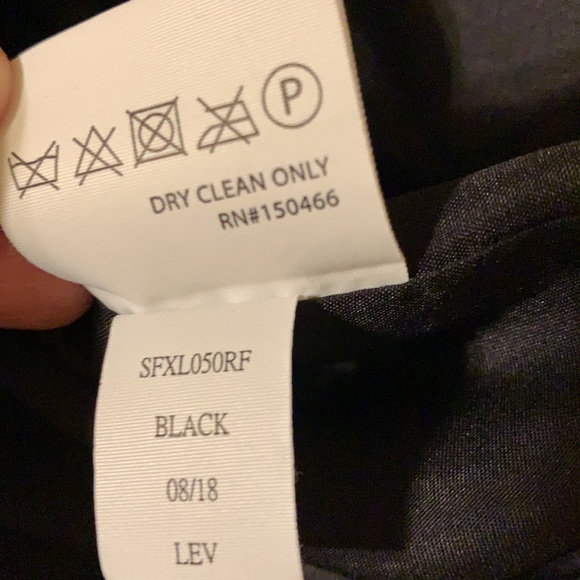 P
DRY CLEAN ONLY
RN#150466
SFXL050RF
BLACK
08/18
LEV